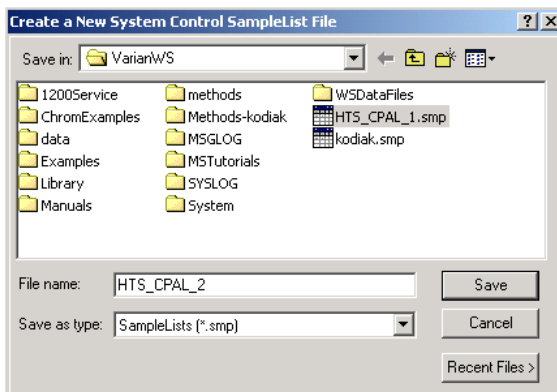 Create a New System Control SampleList File
Save in: VarianWS
1200Service
ChromExamples
data
Examples
Library
Manuals
methods
Methods-kodiak
MSGLOG
MSTutorials
SYSLOG
System
WSDataFiles
HTS_CPAL_1.smp
kodiak.smp
File name: HTS_CPAL_2
Save
Save as type: SampleLists (*.smp)
Cancel
Recent Files >